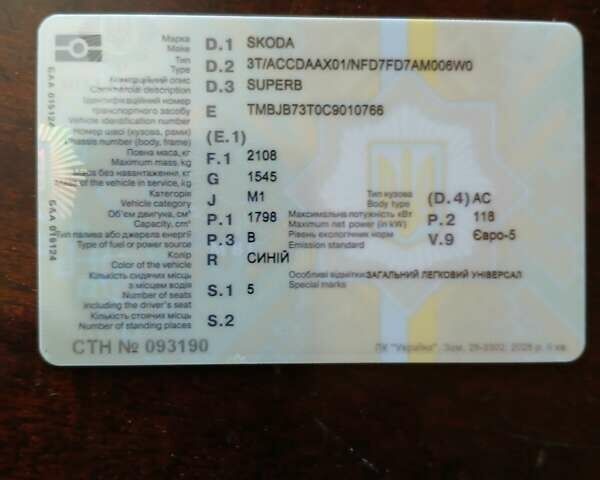 Марка D.1 SKODA
Make
Тип D.2 3T/ACCDAAX01/NFD7FD7AM006W0
Type
Комерційний опис D.3 SUPERB
Commercial description
Ідентифікаційний номер
транспортного засобу E TMBJB73T0C9010766
Vehicle identification number
Номер шасі (кузова, рами) (E.1)
Chassis number (body, frame)
Повна маса, кг F.1 2108
Maximum mass, kg
Маса без навантаження, кг G 1545
Mass of the vehicle in service, kg
Категорія J M1 Тип кузова (D.4) AC
Vehicle category Body type
Об'єм двигуна, см³ P.1 1798 Максимальна потужність кВт P.2 118
Capacity, cm³ Maximum net power (in kW)
Тип палива або джерела енергії P.3 B Рівень екологічних норм V.9 Євро-5
Type of fuel or power source Emission standard
Колір R СИНІЙ
Color of the vehicle
Кількість сидячих місць Особливі відмітки ЗАГАЛЬНИЙ ЛЕГКОВИЙ УНІВЕРСАЛ
з місцем водія S.1 5 Special marks
Number of seats
including the driver's seat
Кількість стоячих місць S.2
Number of standing places
СТН № 093190
ПК "Україна".